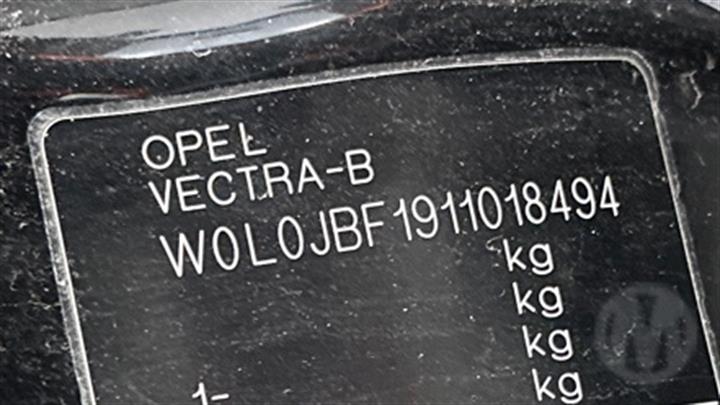 OPEL
VECTRA-B
W0L0JBF1911018494
kg
kg
kg
1- kg